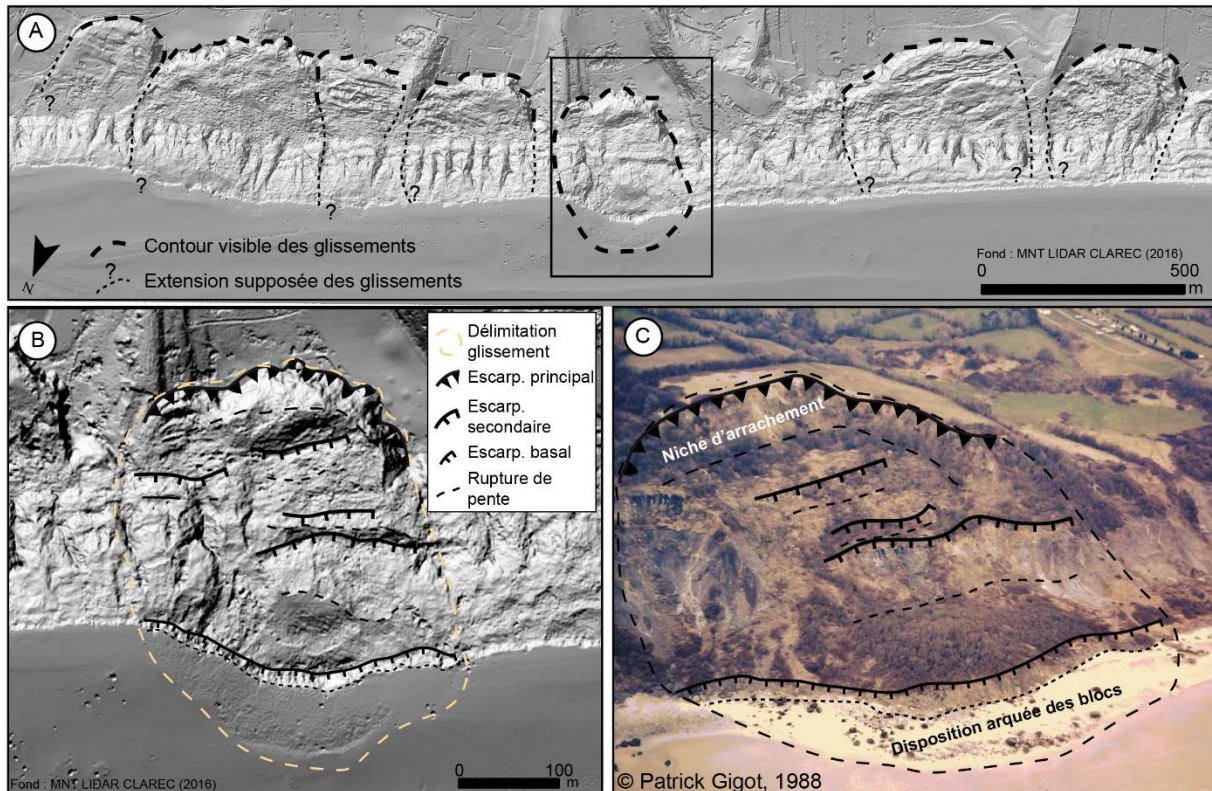 A
?
?
?
?
?
?
?
N
Contour visible des glissements
?
Extension supposée des glissements
Fond : MNT LIDAR CLAREC (2016)
0 500
m
B
Délimitation
glissement
Escarp. principal
Escarp.
secondaire
Escarp. basal
Rupture de
pente
Fond : MNT LIDAR CLAREC (2016)
0 100
m
C
Niche d'arrachement
Disposition arquée des blocs
© Patrick Gigot, 1988